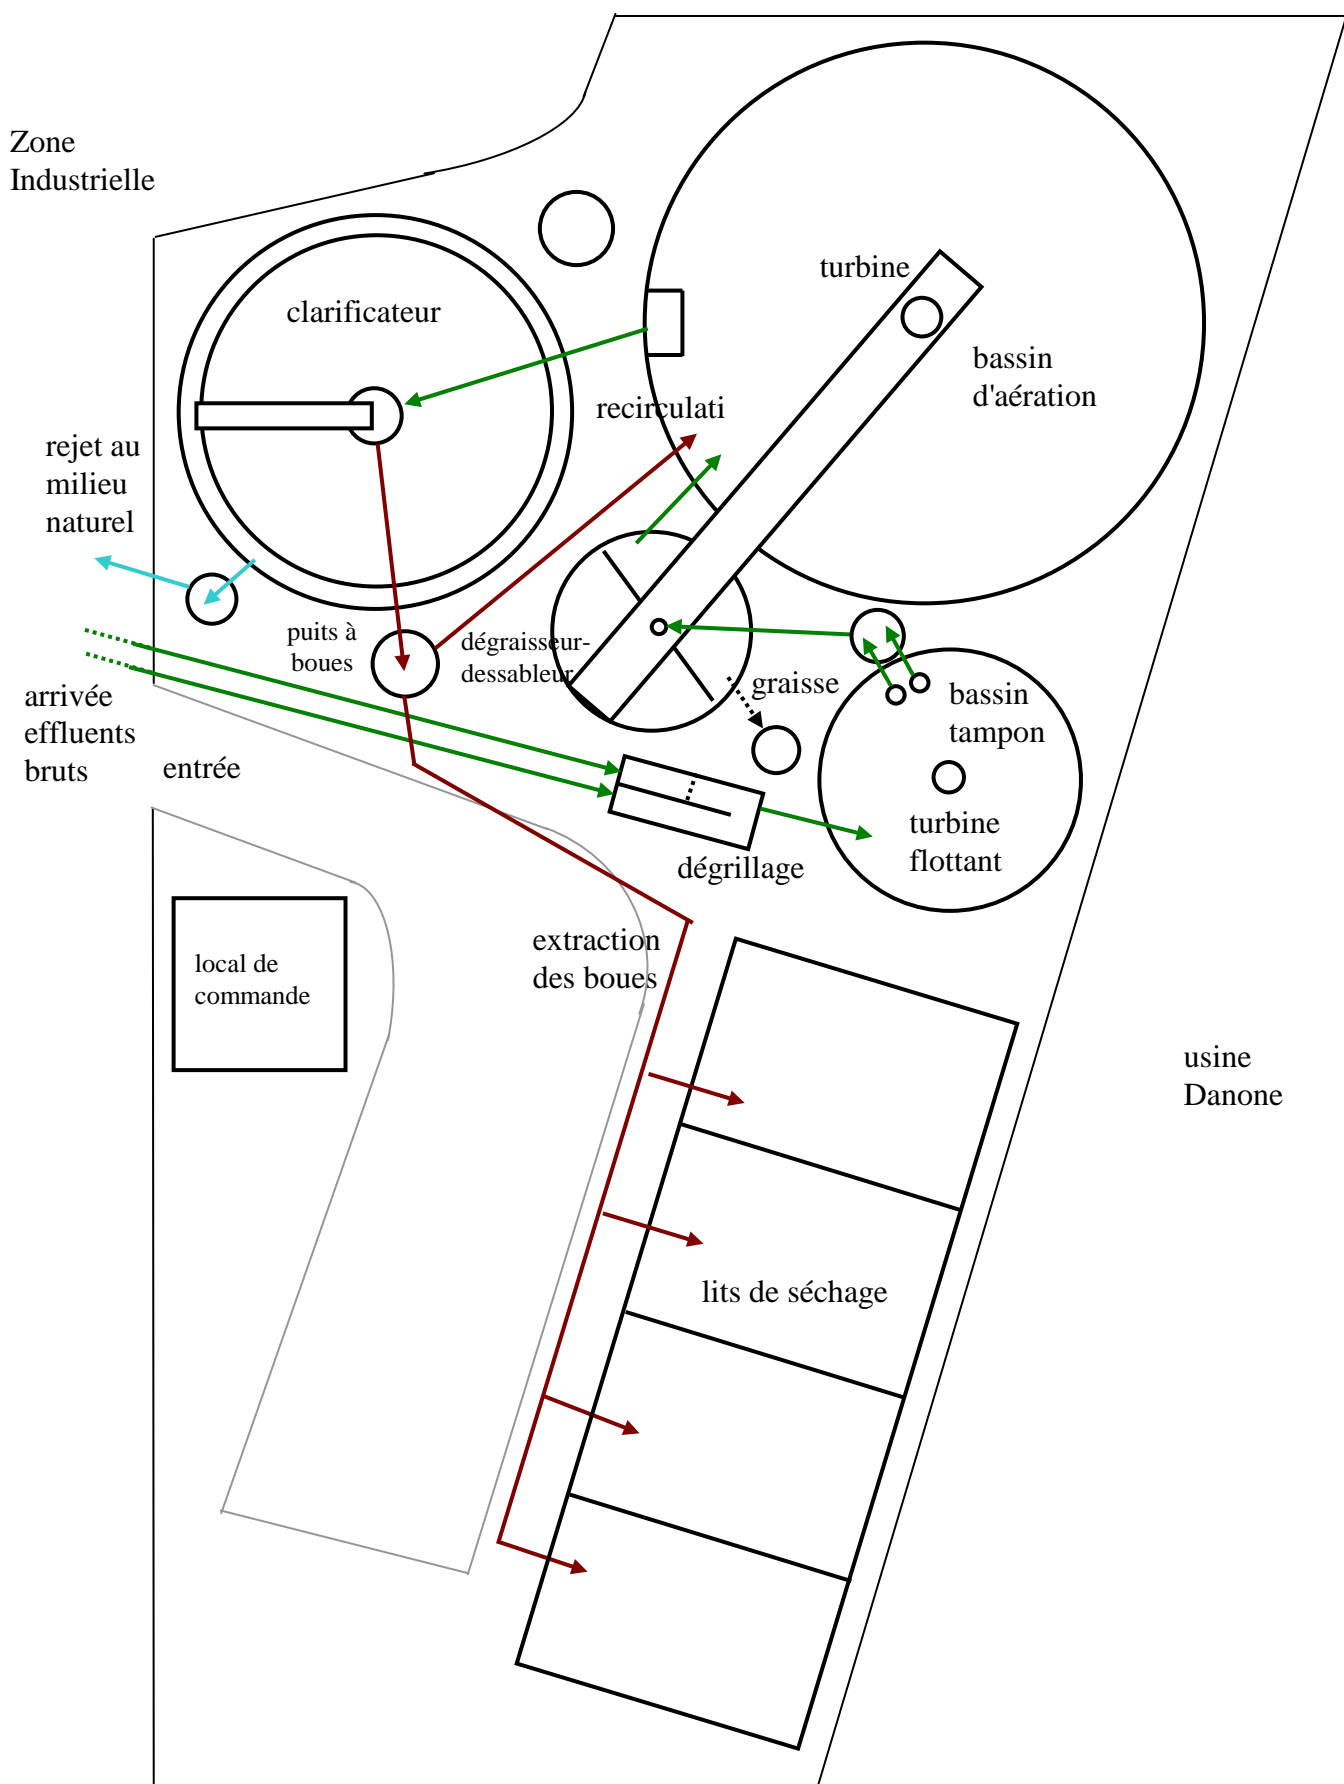 Zone
Industrielle
turbine
clarificateur
bassin
d'aération
recirculati
rejet au
milieu
naturel
puits à
boues
dégraisseur-
dessableur
graisse
bassin
tampon
arrivée
effluents
bruts
entrée
turbine
flottant
dégrillage
extraction
des boues
local de
commande
usine
Danone
lits de séchage